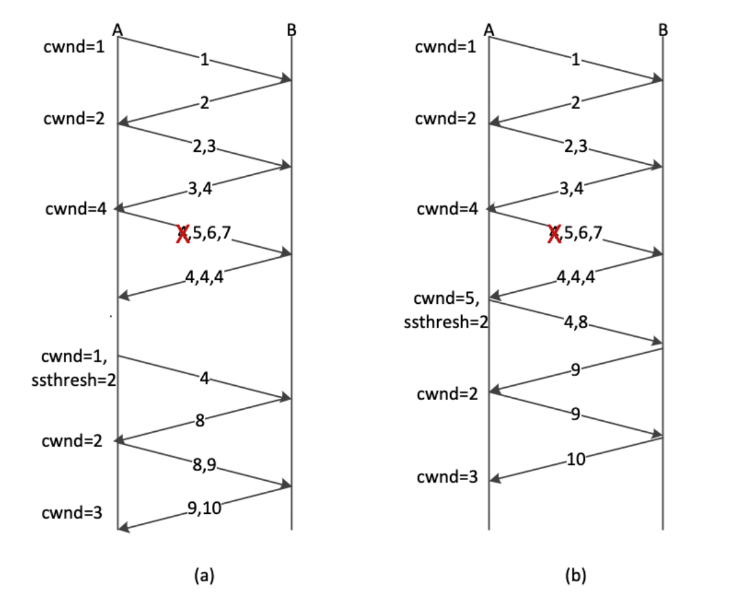 A
B
cwnd=1
1
2
cwnd=2
2,3
3,4
cwnd=4
4,5,6,7
4,4,4
cwnd=1,
ssthresh=2
4
8
cwnd=2
8,9
9,10
cwnd=3
(a)
A
B
cwnd=1
1
2
cwnd=2
2,3
3,4
cwnd=4
4,5,6,7
4,4,4
cwnd=5,
ssthresh=2
4,8
9
cwnd=2
9
10
cwnd=3
(b)